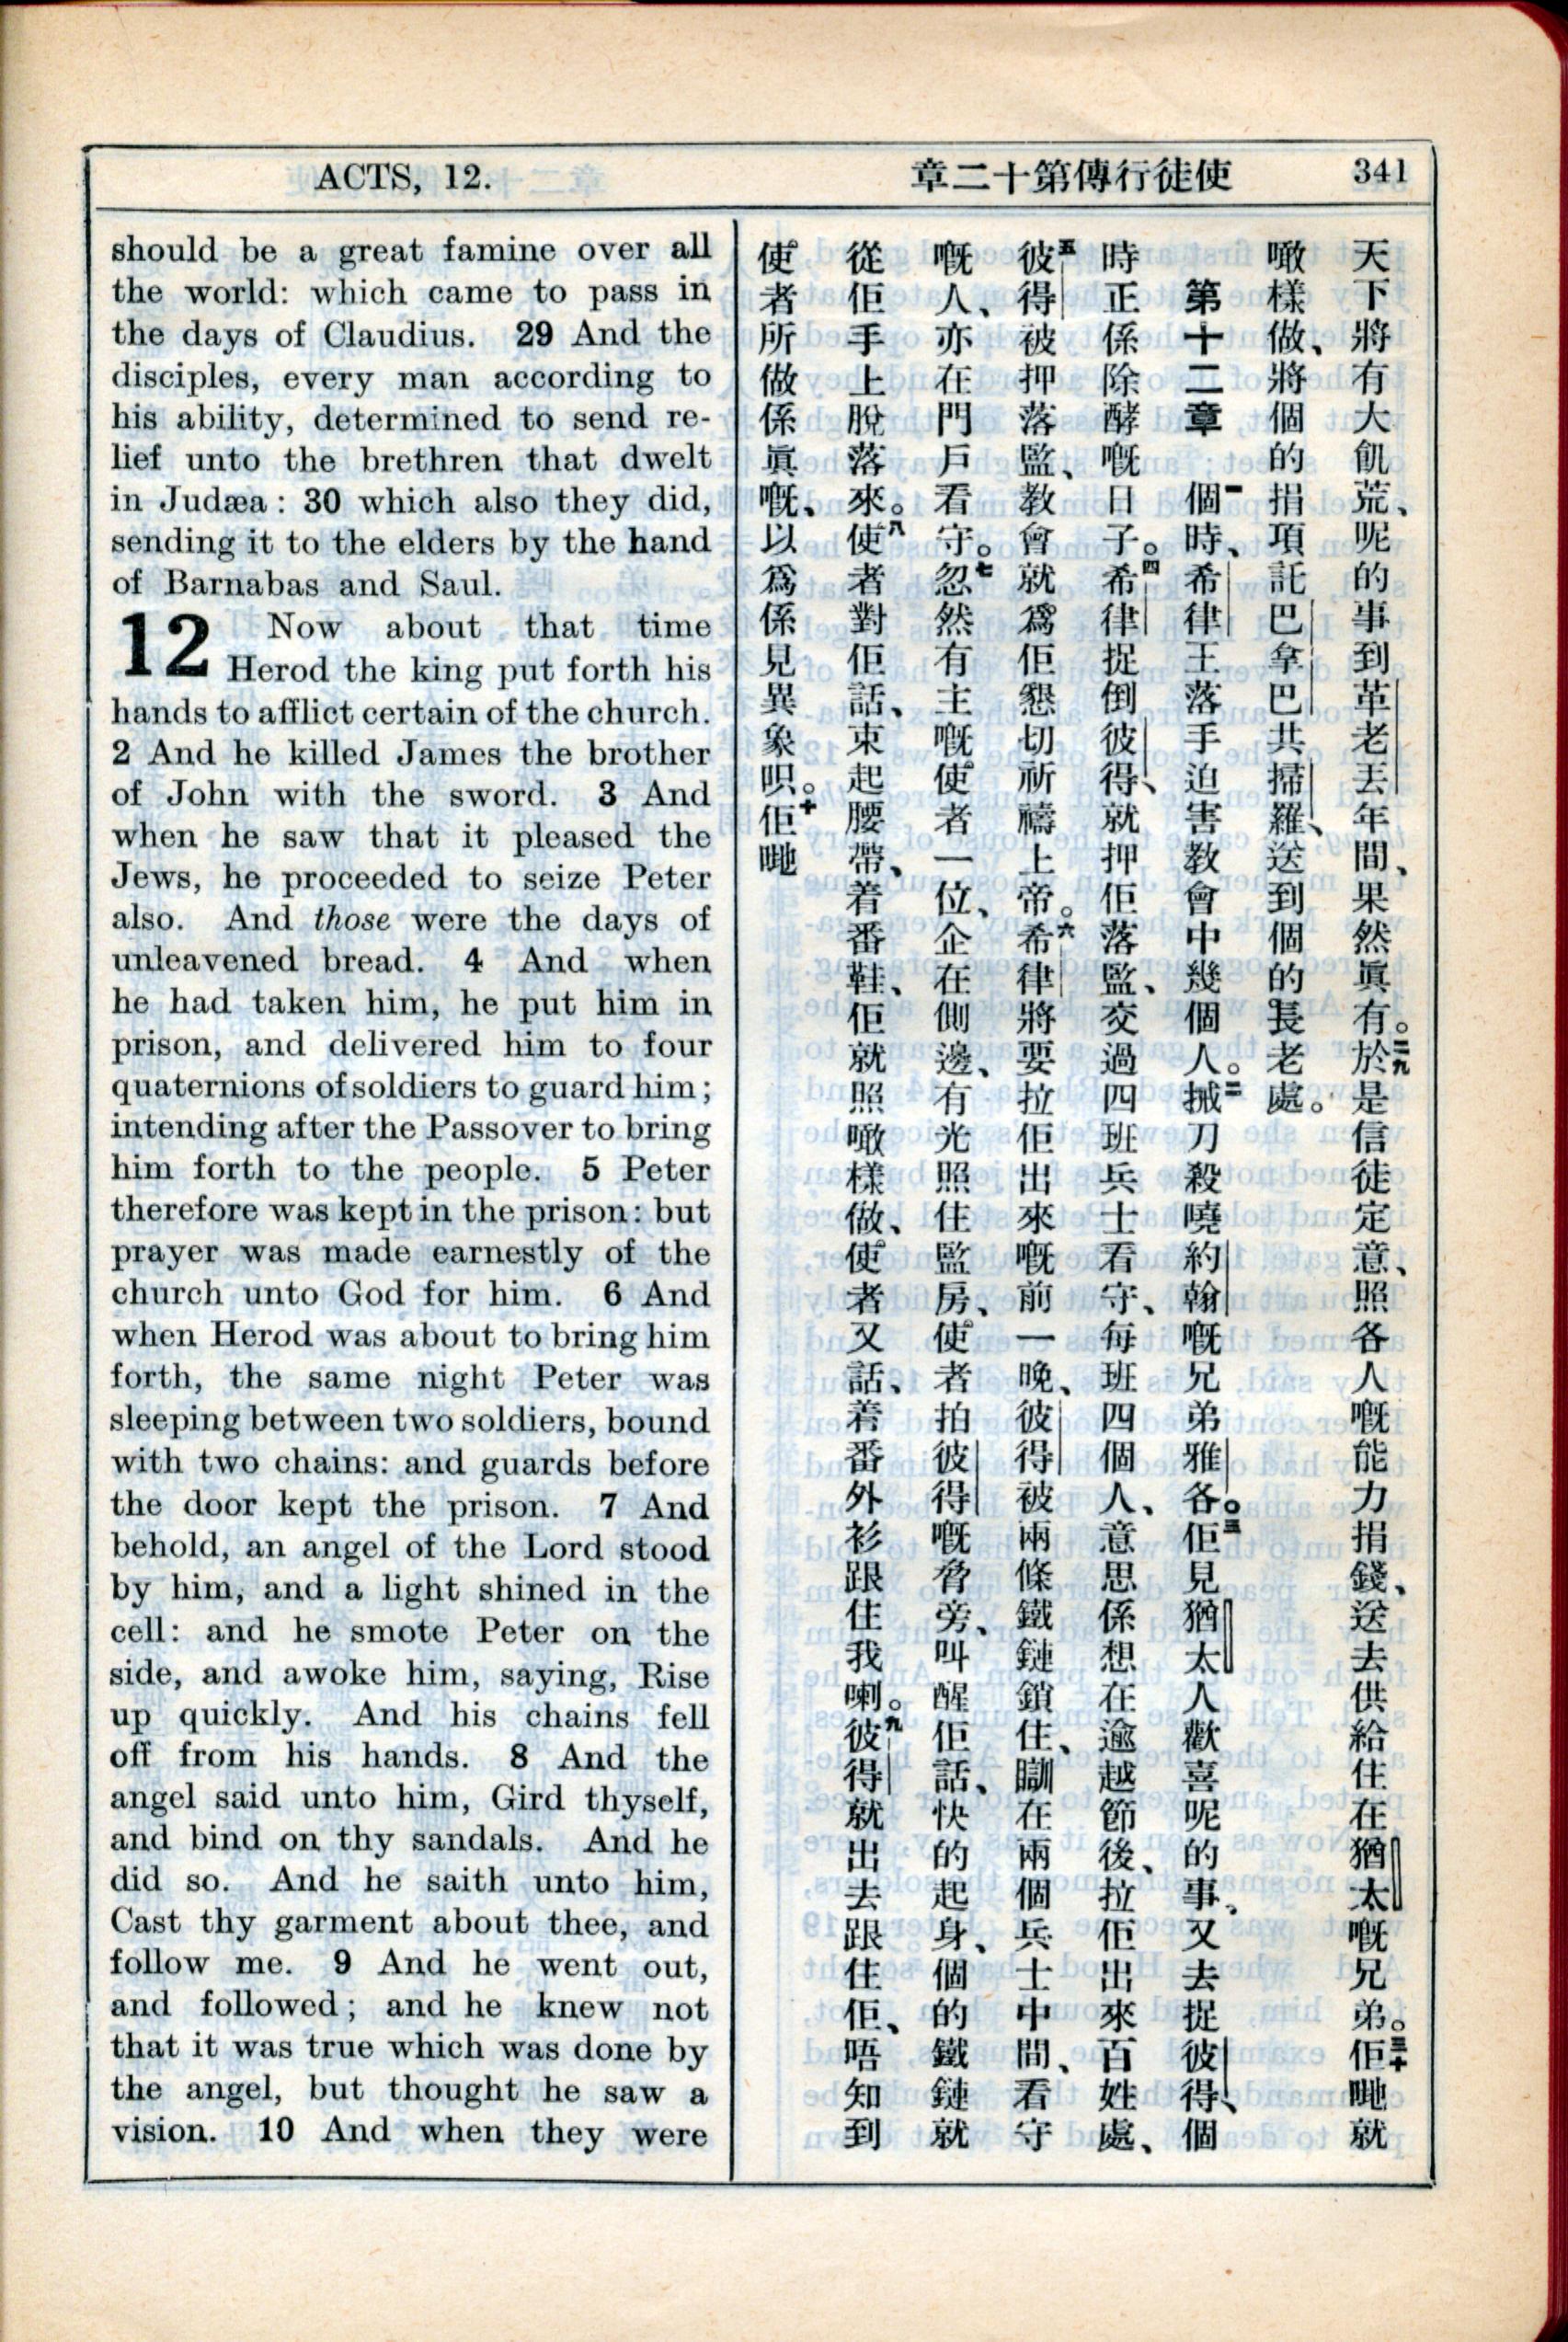 ACTS, 12.
章二十第傳行徒使
341
should be a great famine over all
the world: which came to pass in
the days of Claudius. 29 And the
disciples, every man according to
his ability, determined to send re-
lief unto the brethren that dwelt
in Judæa: 30 which also they did,
sending it to the elders by the hand
of Barnabas and Saul.
12 Now about that time
Herod the king put forth his
hands to afflict certain of the church.
2 And he killed James the brother
of John with the sword. 3 And
when he saw that it pleased the
Jews, he proceeded to seize Peter
also. And those were the days of
unleavened bread. 4 And when
he had taken him, he put him in
prison, and delivered him to four
quaternions of soldiers to guard him;
intending after the Passover to bring
him forth to the people. 5 Peter
therefore was kept in the prison: but
prayer was made earnestly of the
church unto God for him. 6 And
when Herod was about to bring him
forth, the same night Peter was
sleeping between two soldiers, bound
with two chains: and guards before
the door kept the prison. 7 And
behold, an angel of the Lord stood
by him, and a light shined in the
cell: and he smote Peter on the
side, and awoke him, saying, Rise
up quickly. And his chains fell
off from his hands. 8 And the
angel said unto him, Gird thyself,
and bind on thy sandals. And he
did so. And he saith unto him,
Cast thy garment about thee, and
follow me. 9 And he went out,
and followed; and he knew not
that it was true which was done by
the angel, but thought he saw a
vision. 10 And when they were
天下將有大飢荒、呢的事到革老丟年間、果然眞有。二九於是信徒定意、照各人嘅能力捐錢、送去供給住在猶太嘅兄弟。三十佢哋就
噉樣做、將個的捐項託巴拿巴共掃羅、送到個的長老處。
第十二章 一個時、希律王落手迫害教會中幾個人。二搣刀殺嘵約翰嘅兄弟雅各。三佢見猶太人歡喜呢的事、又去捉彼得、個
時正係除酵嘅日子。四希律捉倒彼得、就押佢落監、交過四班兵士看守、每班四個人、意思係想在逾越節後、拉佢出來百姓處、
五彼得被押落監、教會就爲佢懇切祈禱上帝。六希律將要拉佢出來嘅前一晚、彼得被兩條鐵鏈鎖住、瞓在兩個兵士中間、看守
嘅人、亦在門戶看守。七忽然有主嘅使者一位、企在側邊、有光照住監房、使者拍彼得嘅脅旁、叫醒佢話、快的起身、個的鐵鏈就
從佢手上脫落來。八使者對佢話、束起腰帶、着番鞋、佢就照噉樣做、使者又話、着番外衫跟住我喇。九彼得就出去跟住佢、唔知到
使者所做係眞嘅、以爲係見異象呮。十佢哋